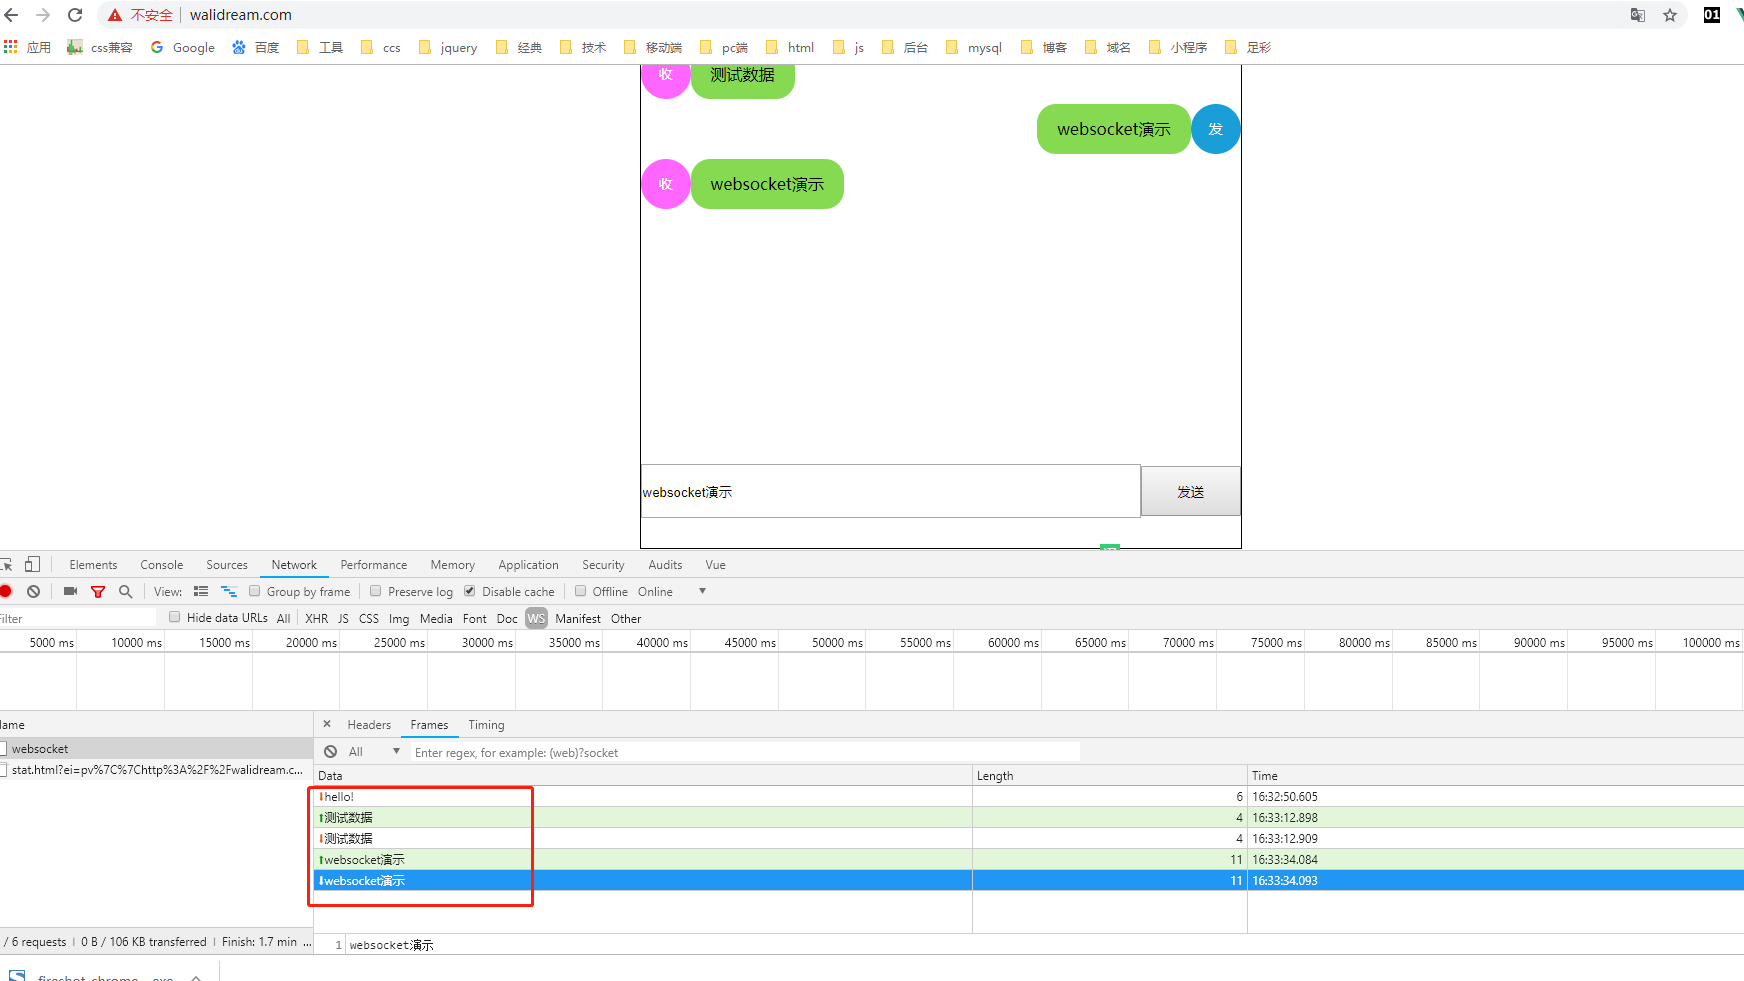 不安全 walidream.com 01
应用 css兼容 Google 百度 工具 ccs jquery 经典 技术 移动端 pc端 html js 后台 mysql 博客 域名 小程序 足彩
收 测试数据
websocket演示 发
收 websocket演示
websocket演示 发送
Elements Console Sources Network Performance Memory Application Security Audits Vue
View: Group by frame Preserve log Disable cache Offline Online
ilter Hide data URLs All XHR JS CSS Img Media Font Doc WS Manifest Other
5000 ms 10000 ms 15000 ms 20000 ms 25000 ms 30000 ms 35000 ms 40000 ms 45000 ms 50000 ms 55000 ms 60000 ms 65000 ms 70000 ms 75000 ms 80000 ms 85000 ms 90000 ms 95000 ms 100000 ms
ame × Headers Frames Timing
websocket All Enter regex, for example: (web)?socket
stat.html?ei=pv%7C%7Chttp%3A%2F%2Fwalidream.c...
Data Length Time
hello! 6 16:32:50.605
测试数据 4 16:33:12.898
测试数据 4 16:33:12.909
websocket演示 11 16:33:34.084
websocket演示 11 16:33:34.093
/ 6 requests 0 B / 106 KB transferred Finish: 1.7 min ...
1 websocket演示